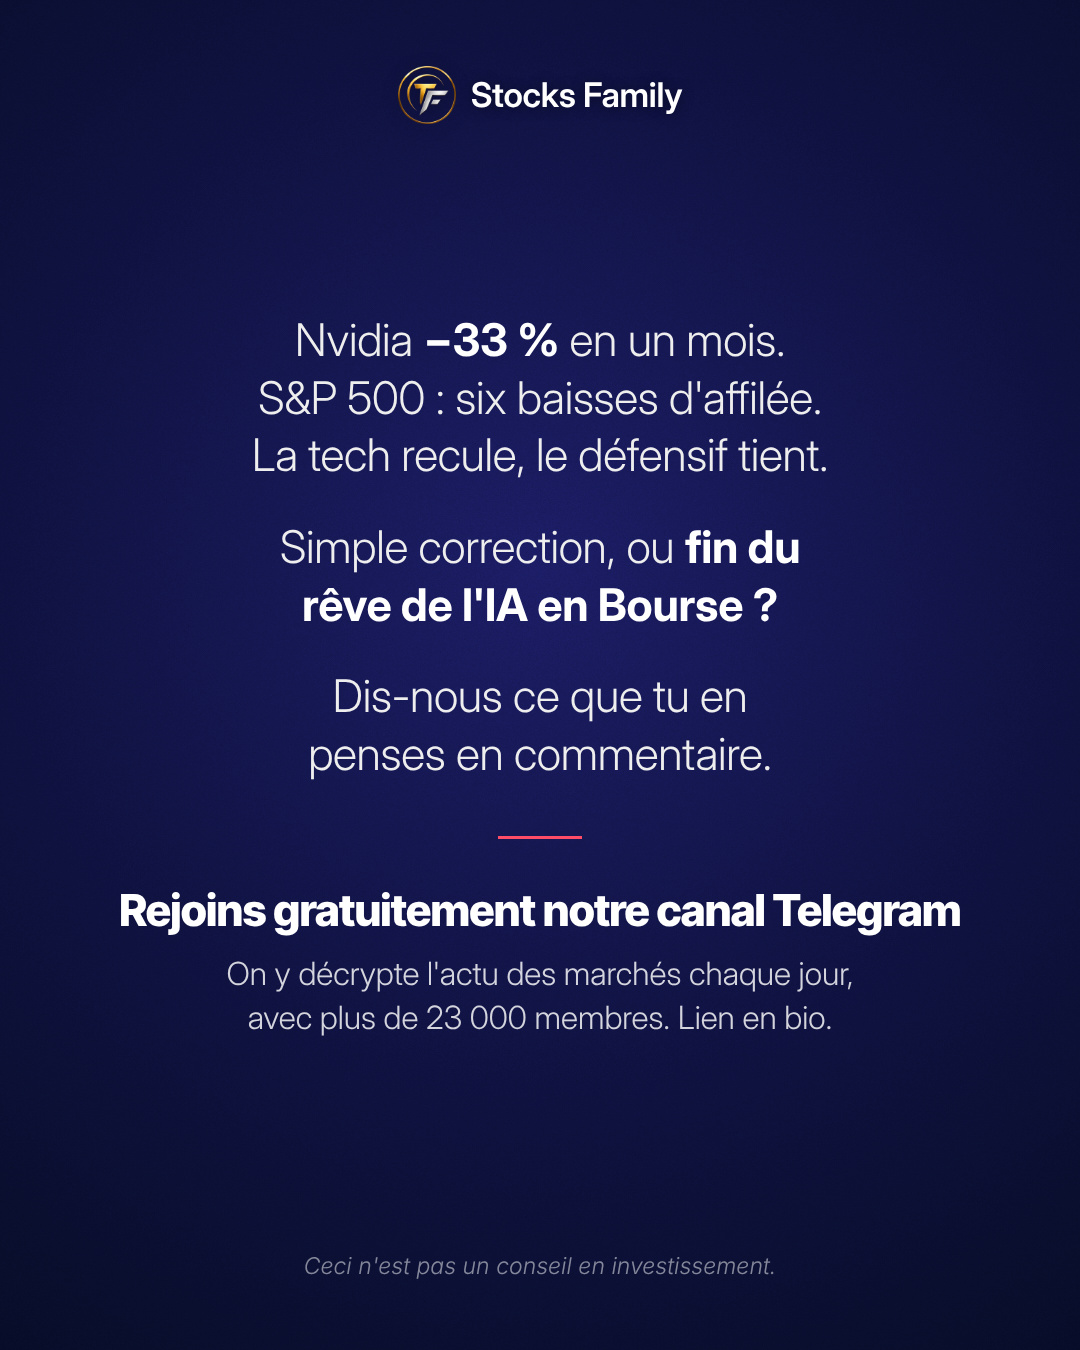 TF Stocks Family
Nvidia –33 % en un mois.
S&P 500 : six baisses d'affilée.
La tech recule, le défensif tient.
Simple correction, ou fin du
rêve de l'IA en Bourse ?
Dis-nous ce que tu en
penses en commentaire.
Rejoins gratuitement notre canal Telegram
On y décrypte l'actu des marchés chaque jour,
avec plus de 23 000 membres. Lien en bio.
Ceci n'est pas un conseil en investissement.